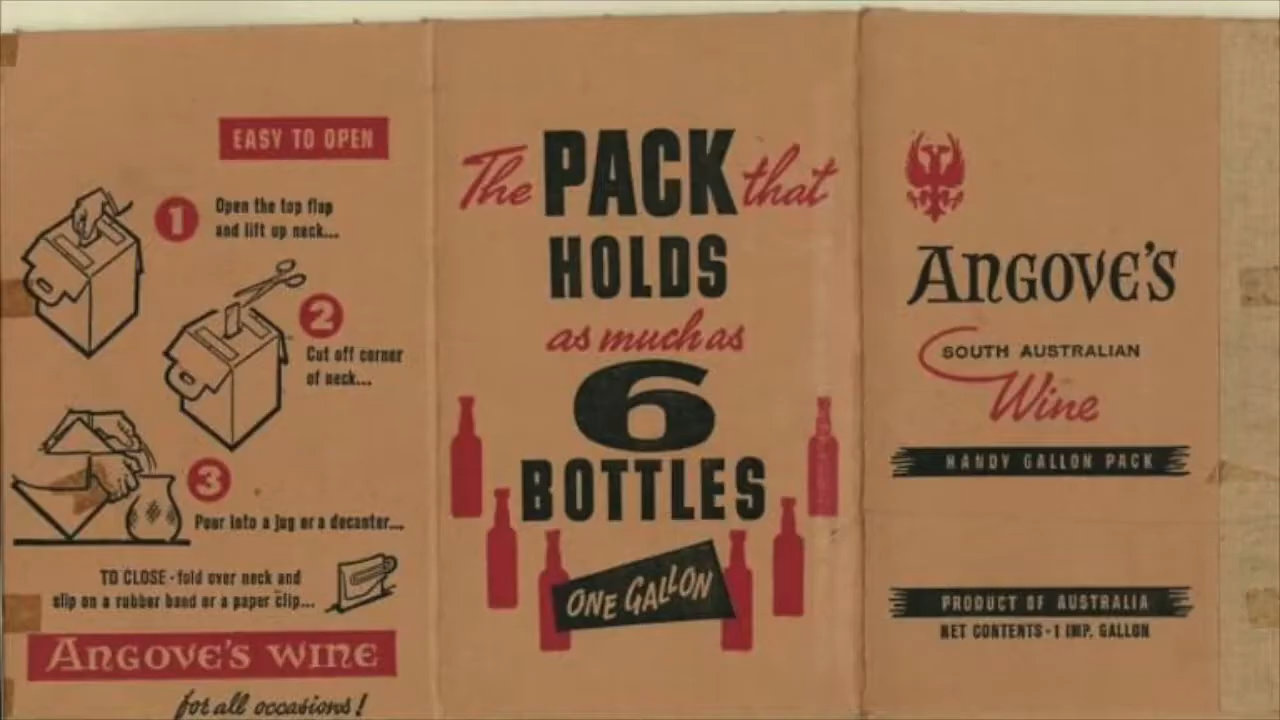 EASY TO OPEN
1
Open the top flap
and lift up neck...
2
Cut off corner
of neck...
3
Pour into a jug or a decanter...
TO CLOSE - fold over neck and
clip on a rubber band or a paper clip...
ANGOVE'S WINE
for all occasions!
The PACK that
HOLDS
as much as
6
BOTTLES
ONE GALLON
ANGOVE'S
SOUTH AUSTRALIAN
Wine
HANDY GALLON PACK
PRODUCT OF AUSTRALIA
NET CONTENTS - 1 IMP. GALLON